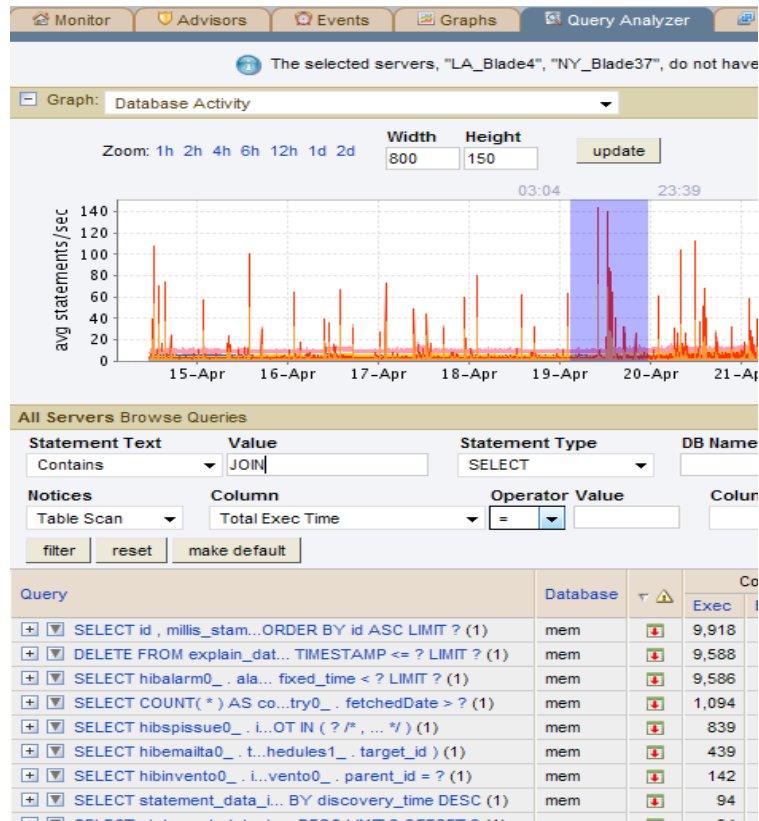 Monitor Advisors Events Graphs Query Analyzer
The selected servers, "LA_Blade4", "NY_Blade37", do not have
Graph: Database Activity
Width Height
Zoom: 1h 2h 4h 6h 12h 1d 2d 800 150 update
03:04 23:39
avg statements/sec
140
120
100
80
60
40
20
0
15-Apr 16-Apr 17-Apr 18-Apr 19-Apr 20-Apr 21-Ap
All Servers Browse Queries
Statement Text Value Statement Type DB Name
Contains JOIN SELECT
Notices Column Operator Value Colu
Table Scan Total Exec Time =
filter reset make default
Co
Query Database Exec
SELECT id , millis_stam...ORDER BY id ASC LIMIT ? (1) mem 9,918
DELETE FROM explain_dat... TIMESTAMP <= ? LIMIT ? (1) mem 9,588
SELECT hibalarm0_ . ala... fixed_time < ? LIMIT ? (1) mem 9,586
SELECT COUNT( * ) AS co...try0_ . fetchedDate > ? (1) mem 1,094
SELECT hibspissue0_ . i...OT IN ( ? /* , ... */ ) (1) mem 839
SELECT hibemailta0_ . t...hedules1_ . target_id ) (1) mem 439
SELECT hibinvento0_ . i...vento0_ . parent_id = ? (1) mem 142
SELECT statement_data_i... BY discovery_time DESC (1) mem 94